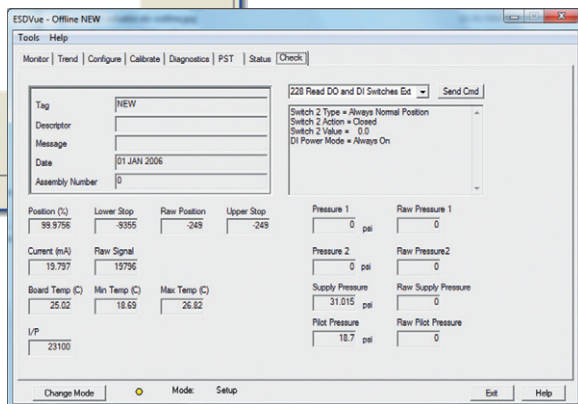 ESDVue - Offline NEW
Tools Help
Monitor Trend Configure Calibrate Diagnostics PST Status Check
Tag NEW
Descriptor
Message
Date 01 JAN 2006
Assembly Number 0
228 Read DO and DI Switches Ext Send Cmd
Switch 2 Type = Always Normal Position
Switch 2 Action = Closed
Switch 2 Value = 0.0
DI Power Mode = Always On
Position (%) Lower Stop Raw Position Upper Stop
99.9756 -9355 -249 -249
Current (mA) Raw Signal
19.797 19796
Board Temp (C) Min Temp (C) Max Temp (C)
25.02 18.69 26.82
I/P
23100
Pressure 1 Raw Pressure 1
0 psi 0
Pressure 2 Raw Pressure2
0 psi 0
Supply Pressure Raw Supply Pressure
31.015 psi 0
Pilot Pressure Raw Pilot Pressure
18.7 psi 0
Change Mode Mode: Setup Exit Help